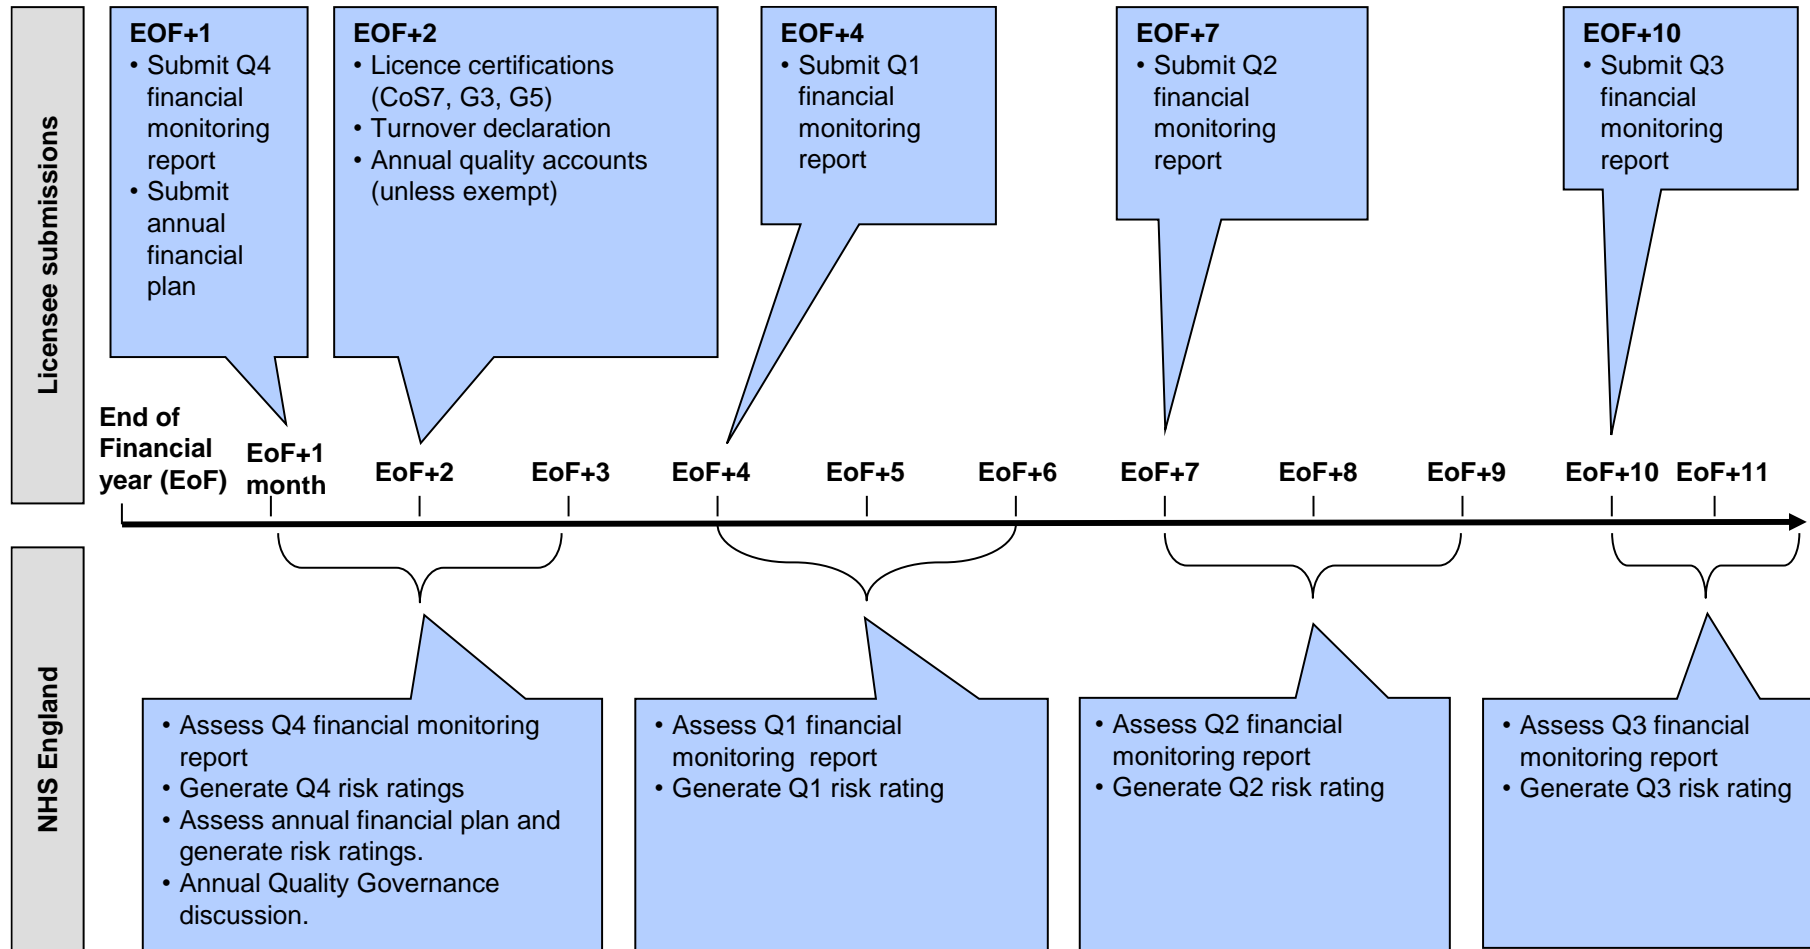 Licensee submissions
EOF+1
• Submit Q4
financial
monitoring
report
• Submit
annual
financial
plan
EOF+2
• Licence certifications
(CoS7, G3, G5)
• Turnover declaration
• Annual quality accounts
(unless exempt)
EOF+4
• Submit Q1
financial
monitoring
report
EOF+7
• Submit Q2
financial
monitoring
report
EOF+10
• Submit Q3
financial
monitoring
report
End of
Financial
year (EoF)
EoF+1
month
EoF+2
EoF+3
EoF+4
EoF+5
EoF+6
EoF+7
EoF+8
EoF+9
EoF+10
EoF+11
NHS England
• Assess Q4 financial monitoring
report
• Generate Q4 risk ratings
• Assess annual financial plan and
generate risk ratings.
• Annual Quality Governance
discussion.
• Assess Q1 financial
monitoring  report
• Generate Q1 risk rating
• Assess Q2 financial
monitoring report
• Generate Q2 risk rating
• Assess Q3 financial
monitoring report
• Generate Q3 risk rating